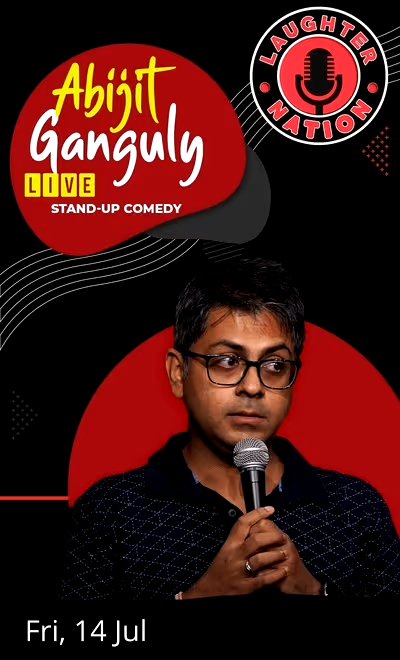 Abijit
Ganguly
LIVE
STAND-UP COMEDY
LAUGHTER
NATION
Fri, 14 Jul